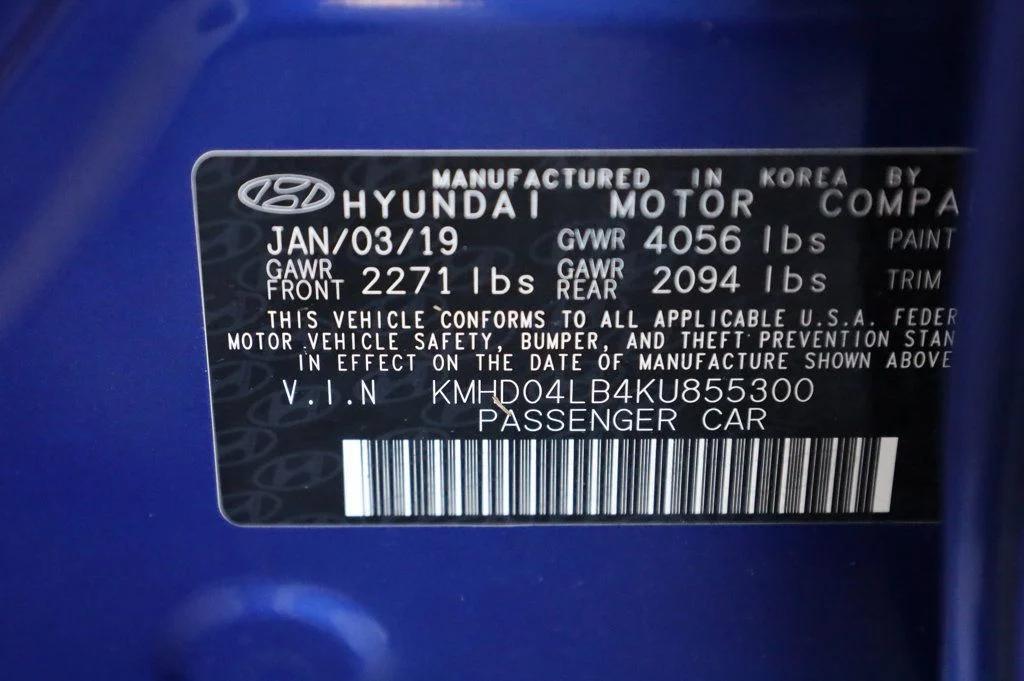 MANUFACTURED IN KOREA BY
HYUNDAI MOTOR COMPA
JAN/03/19 GVWR 4056 lbs PAINT
GAWR FRONT 2271 lbs GAWR REAR 2094 lbs TRIM
THIS VEHICLE CONFORMS TO ALL APPLICABLE U.S.A. FEDER
MOTOR VEHICLE SAFETY, BUMPER, AND THEFT PREVENTION STAN
IN EFFECT ON THE DATE OF MANUFACTURE SHOWN ABOVE
V.I.N KMHD04LB4KU855300
PASSENGER CAR